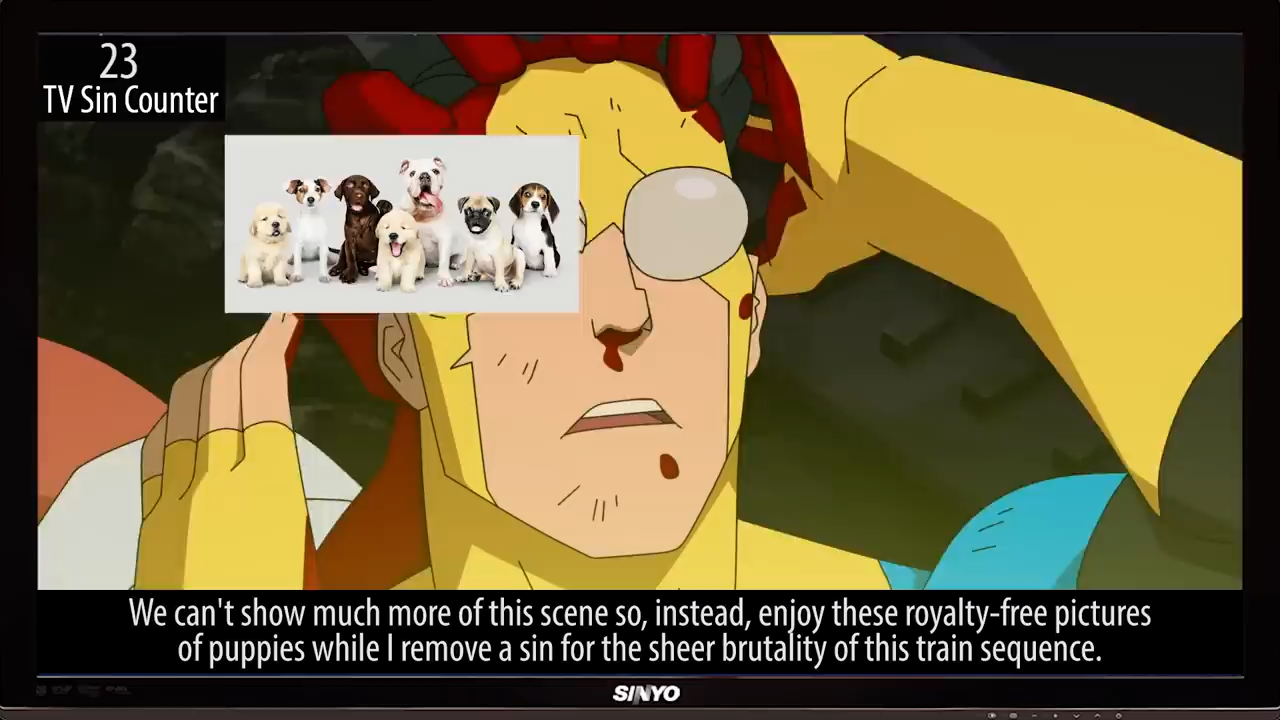 23
TV Sin Counter
We can't show much more of this scene so, instead, enjoy these royalty-free pictures
of puppies while I remove a sin for the sheer brutality of this train sequence.
SINYO